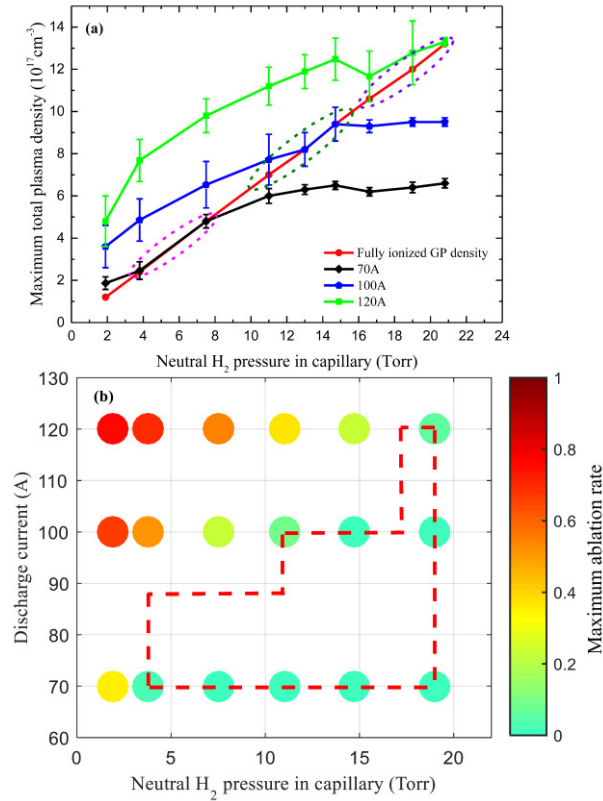 (a)
Maximum total plasma density (10¹⁷cm⁻³)
14
12
10
8
6
4
2
0
Fully ionized GP density
70A
100A
120A
0 2 4 6 8 10 12 14 16 18 20 22 24
Neutral H₂ pressure in capillary (Torr)
(b)
Discharge current (A)
130
120
110
100
90
80
70
60
0 5 10 15 20
Neutral H₂ pressure in capillary (Torr)
1
0.8
0.6
0.4
0.2
0
Maximum ablation rate